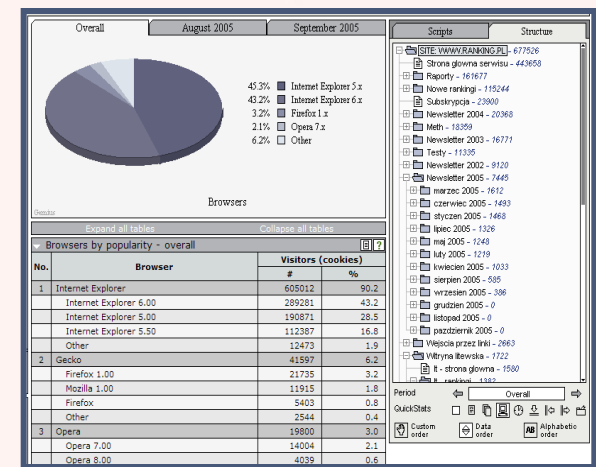 Overall August 2005 September 2005
45.3% Internet Explorer 5.x
43.2% Internet Explorer 6.x
3.2% Firefox 1.x
2.1% Opera 7.x
6.2% Other
Browsers
Gemius
Expand all tables Collapse all tables
Browsers by popularity - overall ?
No. Browser Visitors (cookies)
# %
1 Internet Explorer 605012 90.2
Internet Explorer 6.00 289281 43.2
Internet Explorer 5.00 190871 28.5
Internet Explorer 5.50 112387 16.8
Other 12473 1.9
2 Gecko 41597 6.2
Firefox 1.00 21735 3.2
Mozilla 1.00 11915 1.8
Firefox 5403 0.8
Other 2544 0.4
3 Opera 19800 3.0
Opera 7.00 14004 2.1
Opera 8.00 4039 0.6
Scripts Structure
SITE: WWW.RANKING.PL - 677526
Strona glowna serwisu - 443658
Raporty - 161677
Nowe rankingi - 115244
Subskrypcja - 23900
Newsletter 2004 - 20368
Meth - 18359
Newsletter 2003 - 16771
Testy - 11335
Newsletter 2002 - 9120
Newsletter 2005 - 7445
marzec 2005 - 1612
czerwiec 2005 - 1493
styczen 2005 - 1468
lipiec 2005 - 1326
maj 2005 - 1248
luty 2005 - 1219
kwiecien 2005 - 1033
sierpien 2005 - 585
wrzesien 2005 - 386
grudzien 2005 - 0
listopad 2005 - 0
pazdziernik 2005 - 0
Wejscia przez linki - 2663
Witryna litewska - 1722
lt - strona glowna - 1580
lt - rankingi - 1382
Period Overall
QuickStats
Custom order Data order AB Alphabetic order